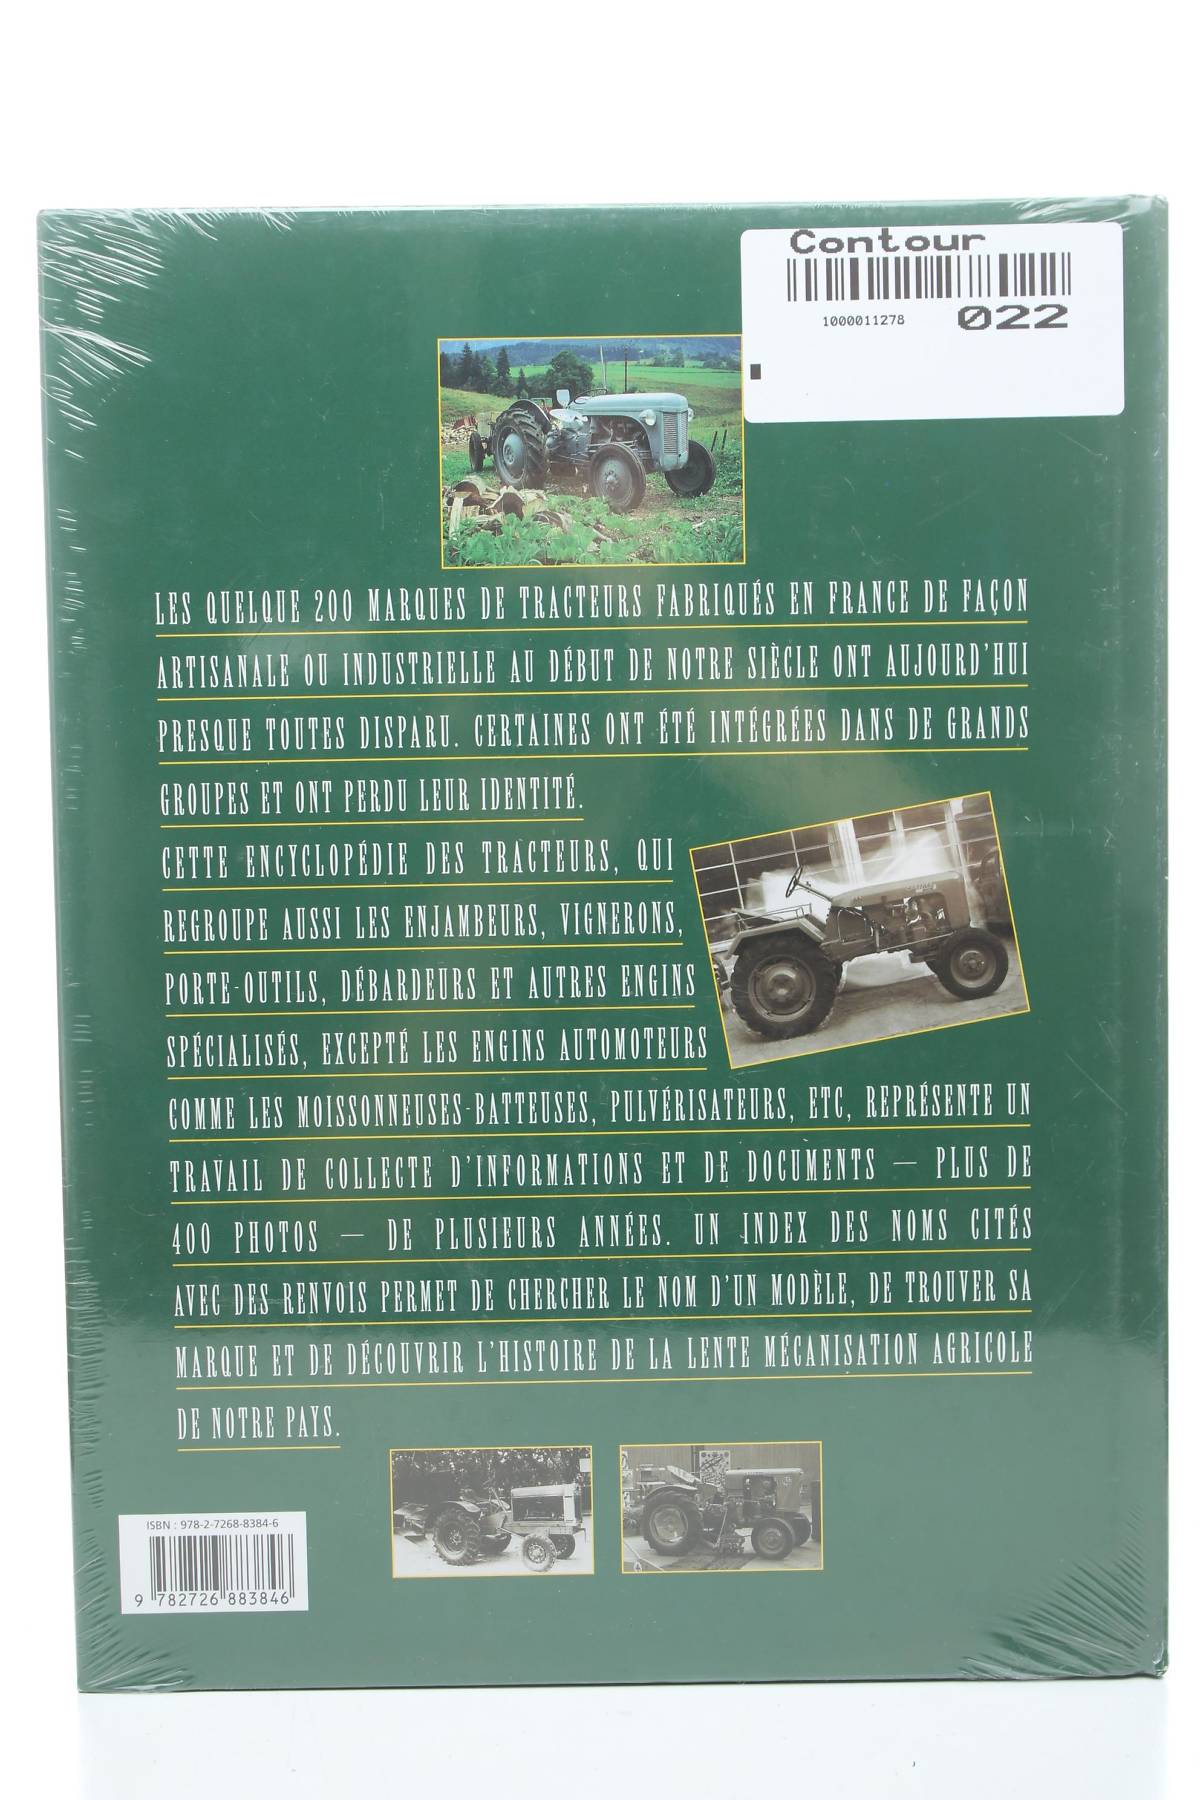 Contour
1000011278
022
LES QUELQUE 200 MARQUES DE TRACTEURS FABRIQUÉS EN FRANCE DE FAÇON
ARTISANALE OU INDUSTRIELLE AU DÉBUT DE NOTRE SIÈCLE ONT AUJOURD'HUI
PRESQUE TOUTES DISPARU. CERTAINES ONT ÉTÉ INTÉGRÉES DANS DE GRANDS
GROUPES ET ONT PERDU LEUR IDENTITÉ.
CETTE ENCYCLOPÉDIE DES TRACTEURS, QUI
REGROUPE AUSSI LES ENJAMBEURS, VIGNERONS,
PORTE-OUTILS, DÉBARDEURS ET AUTRES ENGINS
SPÉCIALISÉS, EXCEPTÉ LES ENGINS AUTOMOTEURS
COMME LES MOISSONNEUSES-BATTEUSES, PULVÉRISATEURS, ETC, REPRÉSENTE UN
TRAVAIL DE COLLECTE D'INFORMATIONS ET DE DOCUMENTS — PLUS DE
400 PHOTOS — DE PLUSIEURS ANNÉES. UN INDEX DES NOMS CITÉS
AVEC DES RENVOIS PERMET DE CHERCHER LE NOM D'UN MODÈLE, DE TROUVER SA
MARQUE ET DE DÉCOUVRIR L'HISTOIRE DE LA LENTE MÉCANISATION AGRICOLE
DE NOTRE PAYS.
ISBN : 978-2-7268-8384-6
9 782726 883846